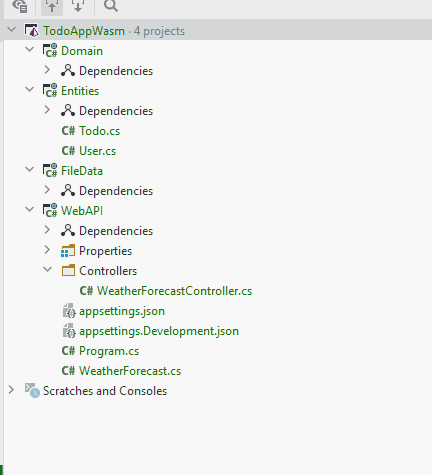 TodoAppWasm · 4 projects
C# Domain
Dependencies
C# Entities
Dependencies
C# Todo.cs
C# User.cs
C# FileData
Dependencies
C# WebAPI
Dependencies
Properties
Controllers
C# WeatherForecastController.cs
appsettings.json
appsettings.Development.json
C# Program.cs
C# WeatherForecast.cs
Scratches and Consoles